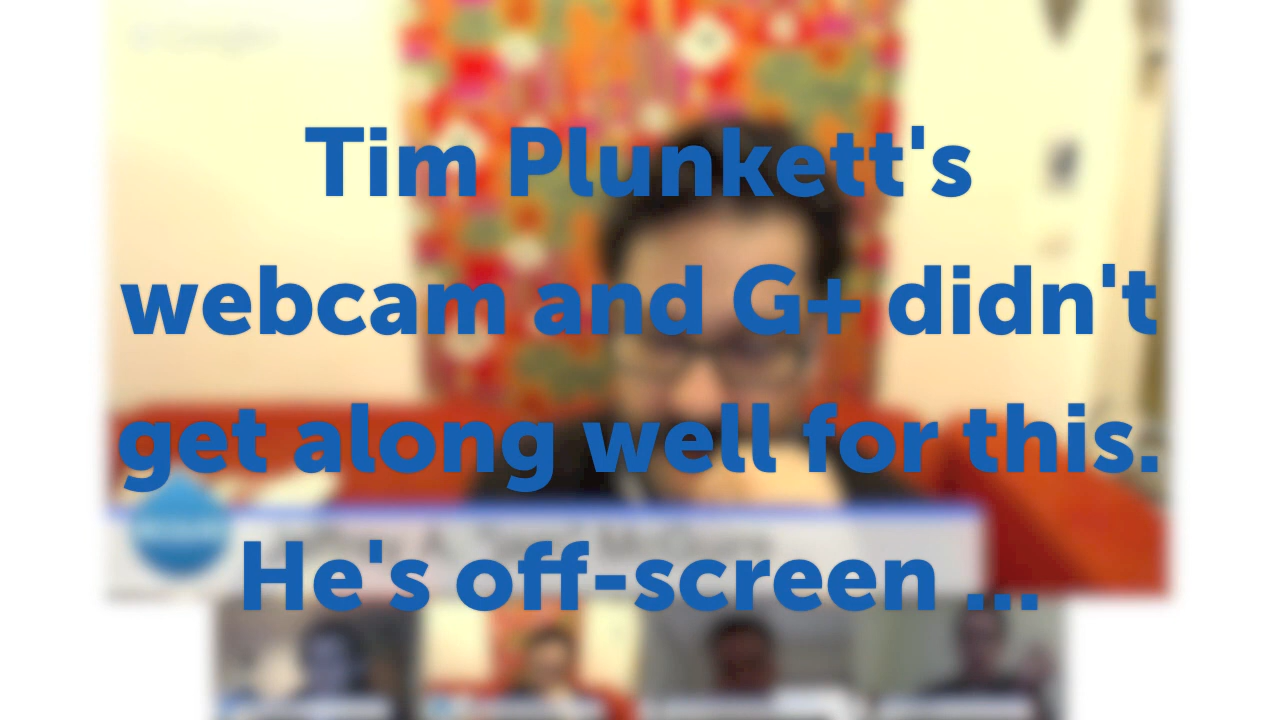 Tim Plunkett's
webcam and G+ didn't
get along well for this.
He's off-screen ...